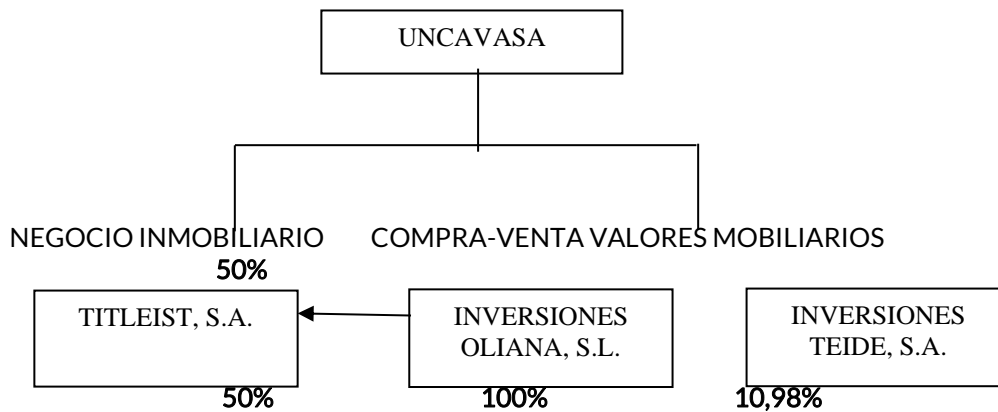 UNCAVASA
NEGOCIO INMOBILIARIO COMPRA-VENTA VALORES MOBILIARIOS
50%
TITLEIST, S.A.
INVERSIONES
OLIANA, S.L.
INVERSIONES
TEIDE, S.A.
50% 100% 10,98%